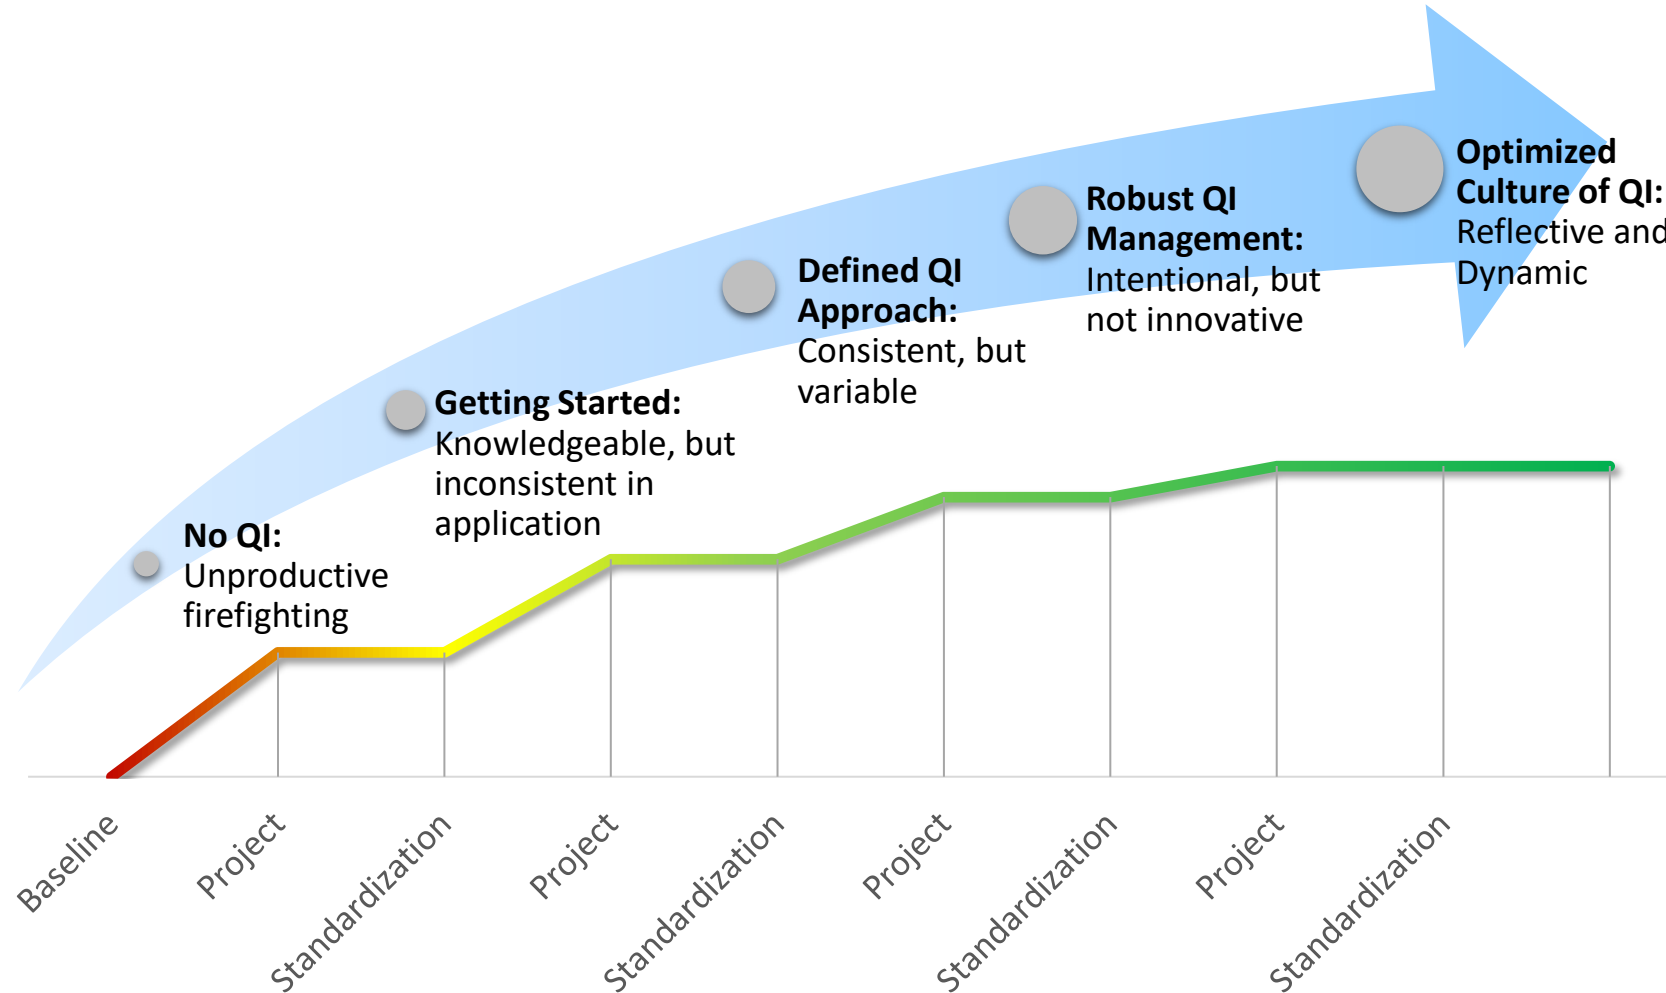 No QI:
Unproductive
firefighting
Getting Started:
Knowledgeable, but
inconsistent in
application
Defined QI
Approach:
Consistent, but
variable
Robust QI
Management:
Intentional, but
not innovative
Optimized
Culture of QI:
Reflective and
Dynamic
Baseline
Project
Standardization
Project
Standardization
Project
Standardization
Project
Standardization